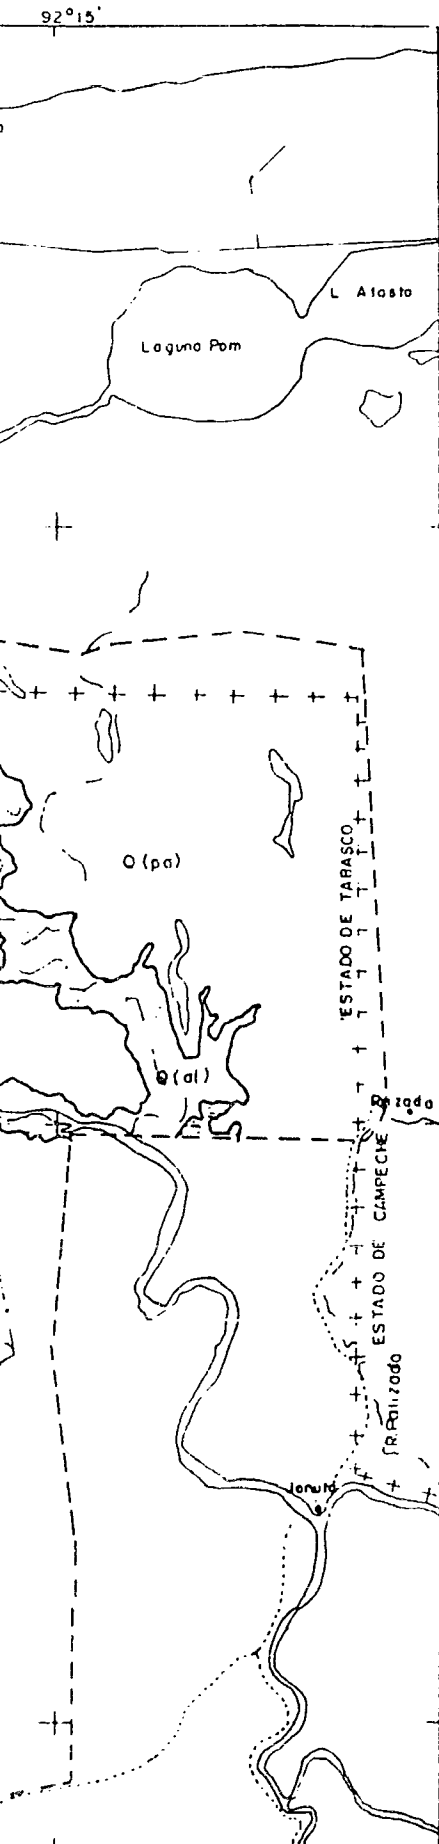 92°15'
L Atasta
Laguna Pom
Q (pa)
ESTADO DE TABASCO
Q (al)
ESTADO DE CAMPECHE
R. Palizada
Jonuta